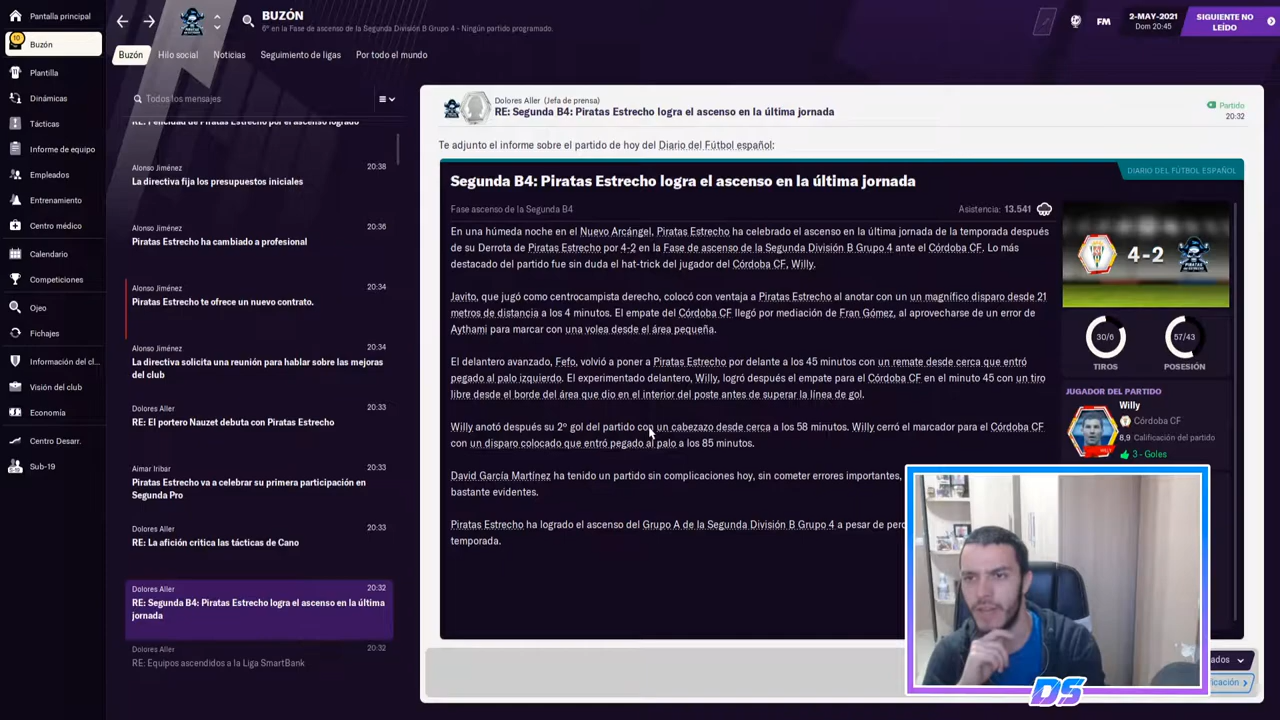 Pantalla principal
10
Buzón
Plantilla
Dinámicas
Tácticas
Informe de equipo
Empleados
Entrenamiento
Centro médico
Calendario
Competiciones
Ojeo
Fichajes
Información del cl...
Visión del club
Economía
Centro Desarr.
Sub-19
BUZÓN
6º en la Fase de ascenso de la Segunda División B Grupo 4 - Ningún partido programado.
FM
2-MAY-2021
Dom 20:45
SIGUIENTE NO
LEÍDO
Buzón
Hilo social
Noticias
Seguimiento de ligas
Por todo el mundo
Todos los mensajes
RE: Felicidad de Piratas Estrecho por el ascenso logrado
Alonso Jiménez 20:38
La directiva fija los presupuestos iniciales
Alonso Jiménez 20:36
Piratas Estrecho ha cambiado a profesional
Alonso Jiménez 20:34
Piratas Estrecho te ofrece un nuevo contrato.
Alonso Jiménez 20:34
La directiva solicita una reunión para hablar sobre las mejoras
del club
Dolores Aller 20:33
RE: El portero Nauzet debuta con Piratas Estrecho
Aimar Iribar 20:33
Piratas Estrecho va a celebrar su primera participación en
Segunda Pro
Dolores Aller 20:33
RE: La afición critica las tácticas de Cano
Dolores Aller 20:32
RE: Segunda B4: Piratas Estrecho logra el ascenso en la última
jornada
Dolores Aller 20:32
RE: Equipos ascendidos a la Liga SmartBank
Dolores Aller (Jefa de prensa)
RE: Segunda B4: Piratas Estrecho logra el ascenso en la última jornada
Partido
20:32
Te adjunto el informe sobre el partido de hoy del Diario del Fútbol español:
DIARIO DEL FÚTBOL ESPAÑOL
Segunda B4: Piratas Estrecho logra el ascenso en la última jornada
Fase ascenso de la Segunda B4
Asistencia: 13.541
En una húmeda noche en el Nuevo Arcángel, Piratas Estrecho ha celebrado el ascenso en la última jornada de la temporada después
de su Derrota de Piratas Estrecho por 4-2 en la Fase de ascenso de la Segunda División B Grupo 4 ante el Córdoba CF. Lo más
destacado del partido fue sin duda el hat-trick del jugador del Córdoba CF, Willy.
Javito, que jugó como centrocampista derecho, colocó con ventaja a Piratas Estrecho al anotar con un magnífico disparo desde 21
metros de distancia a los 4 minutos. El empate del Córdoba CF llegó por mediación de Fran Gómez, al aprovecharse de un error de
Aythami para marcar con una volea desde el área pequeña.
El delantero avanzado, Fefo, volvió a poner a Piratas Estrecho por delante a los 45 minutos con un remate desde cerca que entró
pegado al palo izquierdo. El experimentado delantero, Willy, logró después el empate para el Córdoba CF en el minuto 45 con un tiro
libre desde el borde del área que dio en el interior del poste antes de superar la línea de gol.
Willy anotó después su 2º gol del partido con un cabezazo desde cerca a los 58 minutos. Willy cerró el marcador para el Córdoba CF
con un disparo colocado que entró pegado al palo a los 85 minutos.
David García Martínez ha tenido un partido sin complicaciones hoy, sin cometer errores importantes,
bastante evidentes.
Piratas Estrecho ha logrado el ascenso del Grupo A de la Segunda División B Grupo 4 a pesar de
temporada.
4-2
30/6
TIROS
57/43
POSESIÓN
JUGADOR DEL PARTIDO
Willy
Córdoba CF
8,9 Calificación del partido
3 - Goles
DS